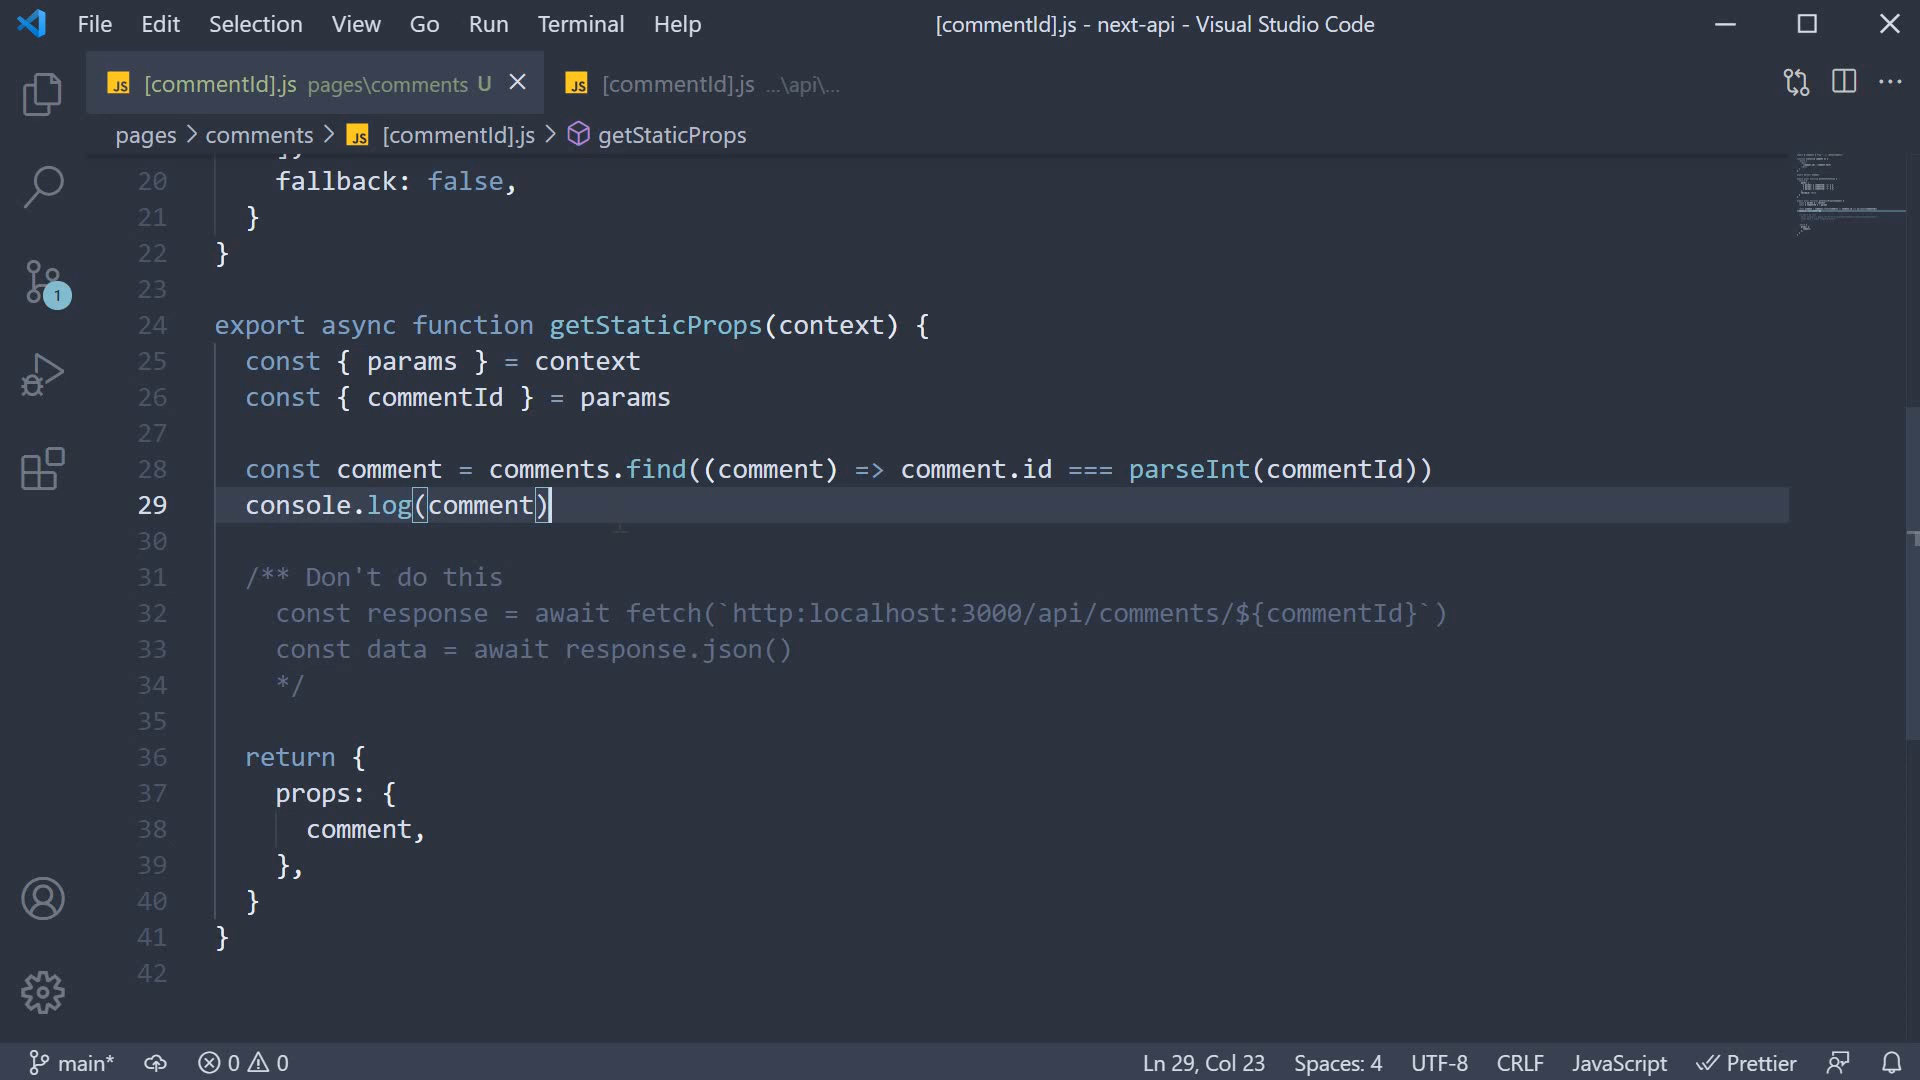 File Edit Selection View Go Run Terminal Help [commentId].js - next-api - Visual Studio Code
JS [commentId].js pages\comments U JS [commentId].js ...\api\...
pages > comments > JS [commentId].js > getStaticProps
20 fallback: false,
21 }
22 }
23
24 export async function getStaticProps(context) {
25 const { params } = context
26 const { commentId } = params
27
28 const comment = comments.find((comment) => comment.id === parseInt(commentId))
29 console.log(comment)
30
31 /** Don't do this
32 const response = await fetch(`http:localhost:3000/api/comments/${commentId}`)
33 const data = await response.json()
34 */
35
36 return {
37 props: {
38 comment,
39 },
40 }
41 }
42
1
main* 0 0 Ln 29, Col 23 Spaces: 4 UTF-8 CRLF JavaScript Prettier